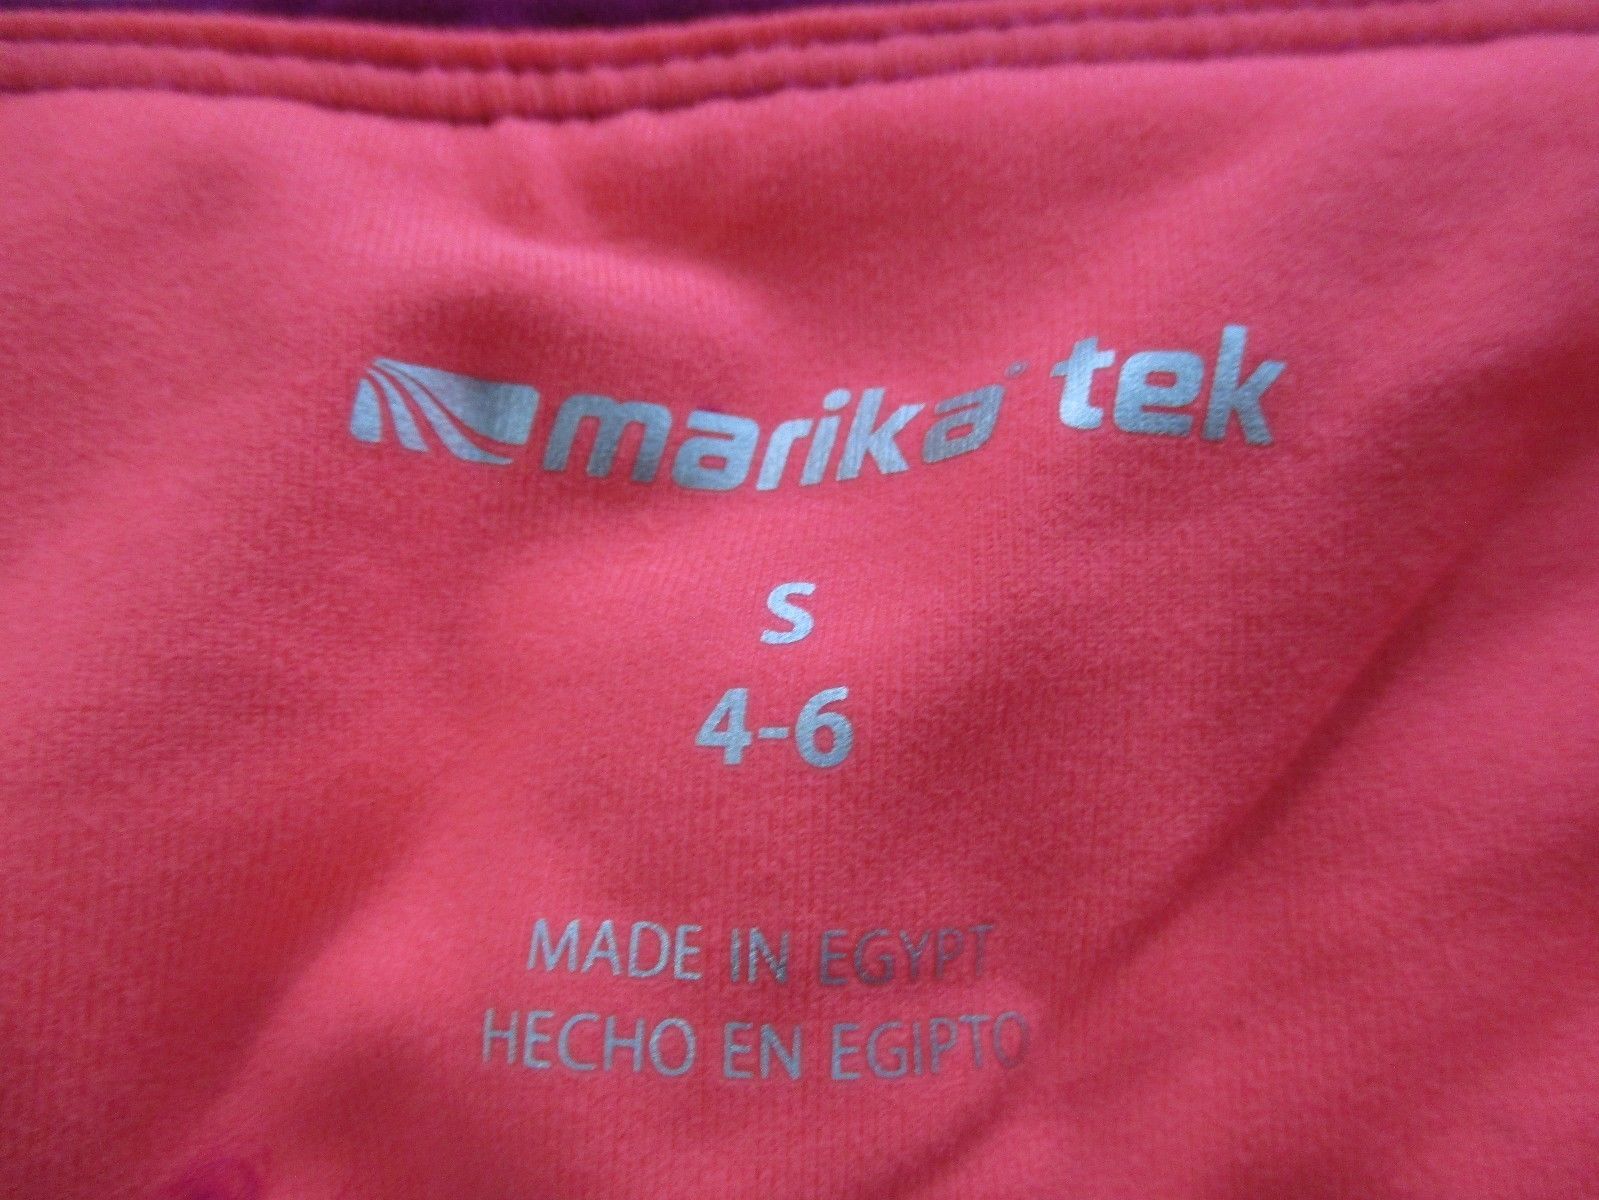 marika® tek
S
4-6
MADE IN EGYPT
HECHO EN EGIPTO